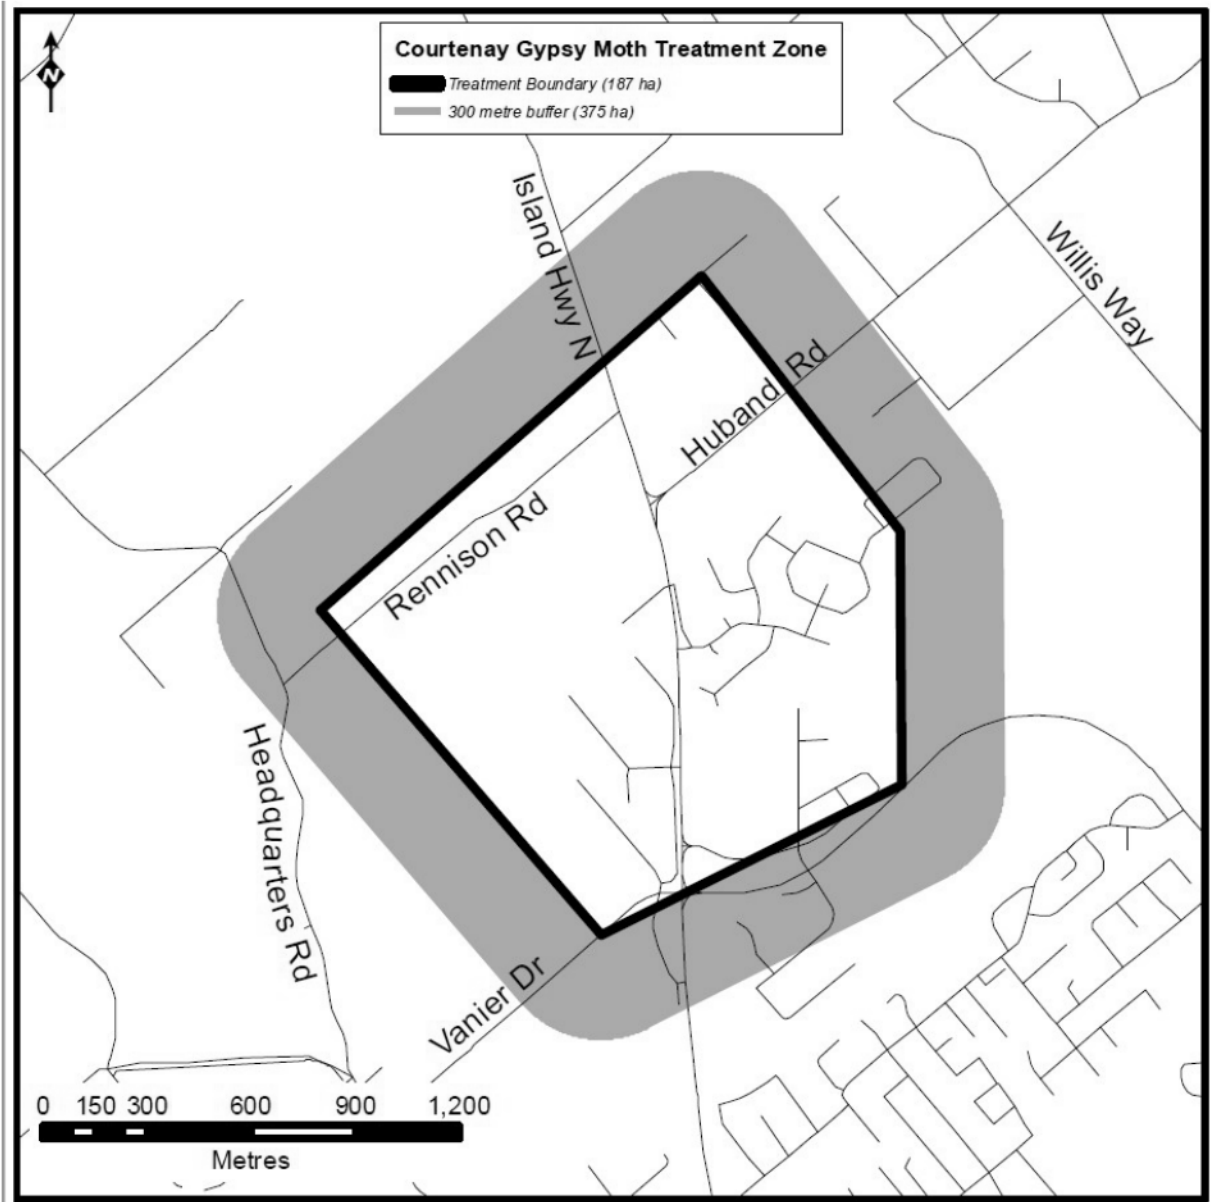 Courtenay Gypsy Moth Treatment Zone
Treatment Boundary (187 ha)
300 metre buffer (375 ha)
N
Island Hwy N
Willis Way
Huband Rd
Rennison Rd
Headquarters Rd
Vanier Dr
0 150 300 600 900 1,200
Metres